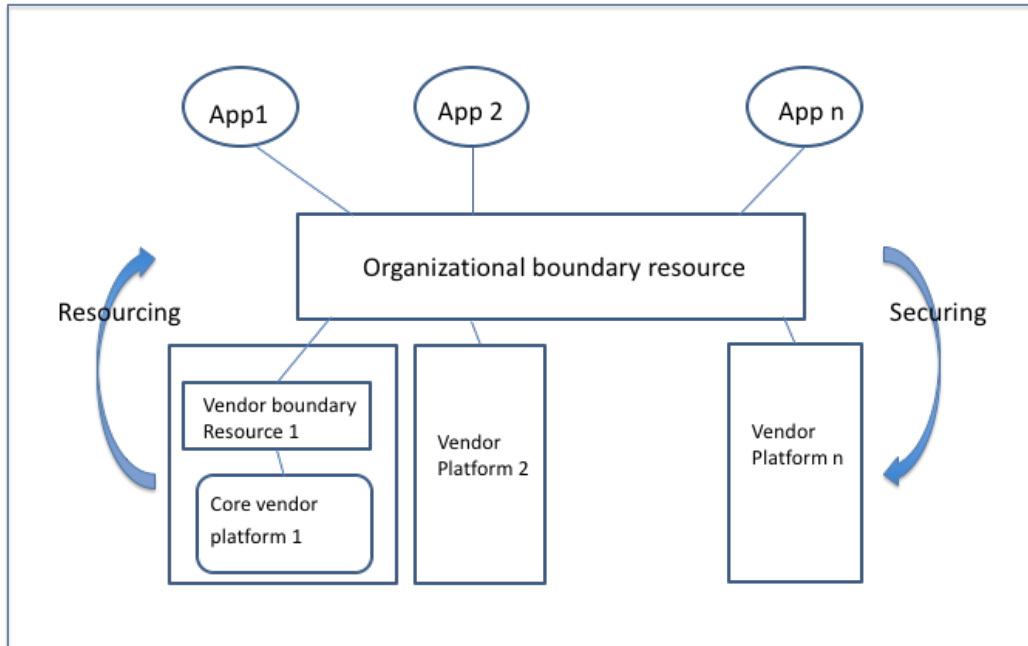 App1
App 2
App n
Organizational boundary resource
Resourcing
Securing
Vendor boundary
Resource 1
Core vendor
platform 1
Vendor
Platform 2
Vendor
Platform n